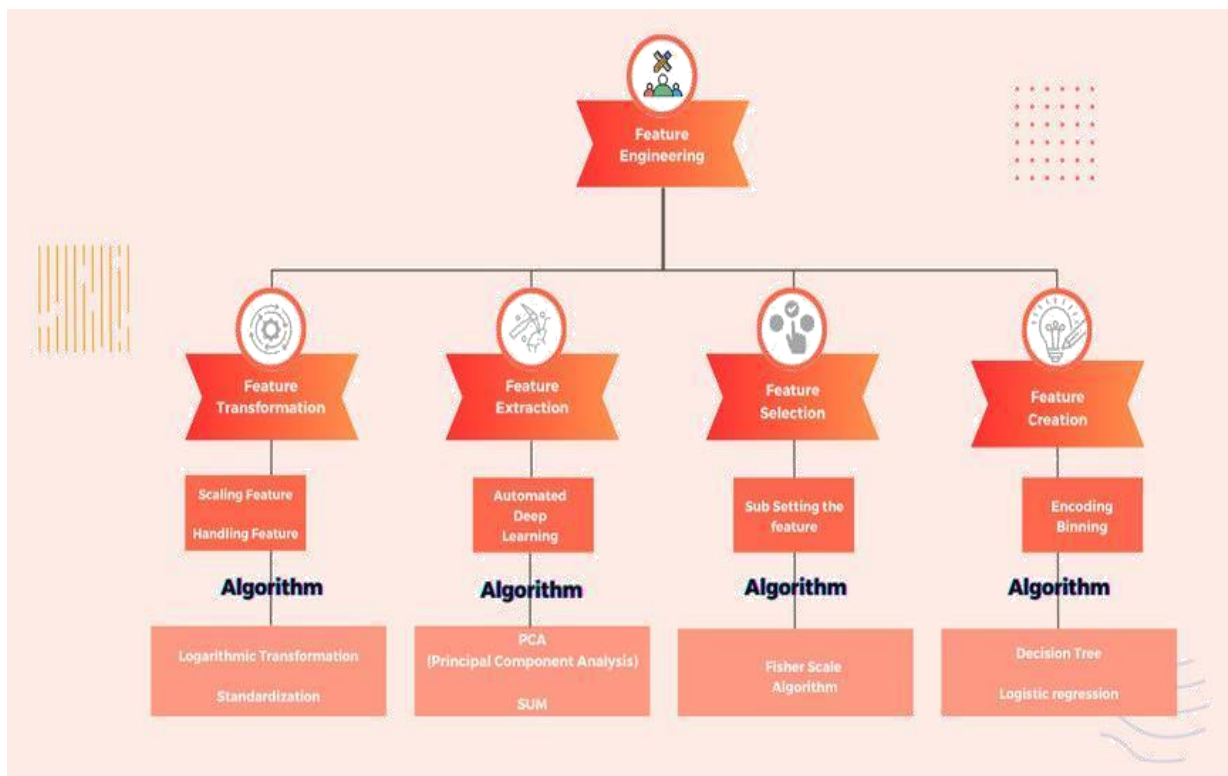 Feature
Engineering
Feature
Transformation
Feature
Extraction
Feature
Selection
Feature
Creation
Scaling Feature
Handling Feature
Automated
Deep
Learning
Sub Setting the
feature
Encoding
Binning
Algorithm
Algorithm
Algorithm
Algorithm
Logarithmic Transformation
Standardization
PCA
(Principal Component Analysis)
SUM
Fisher Scale
Algorithm
Decision Tree
Logistic regression